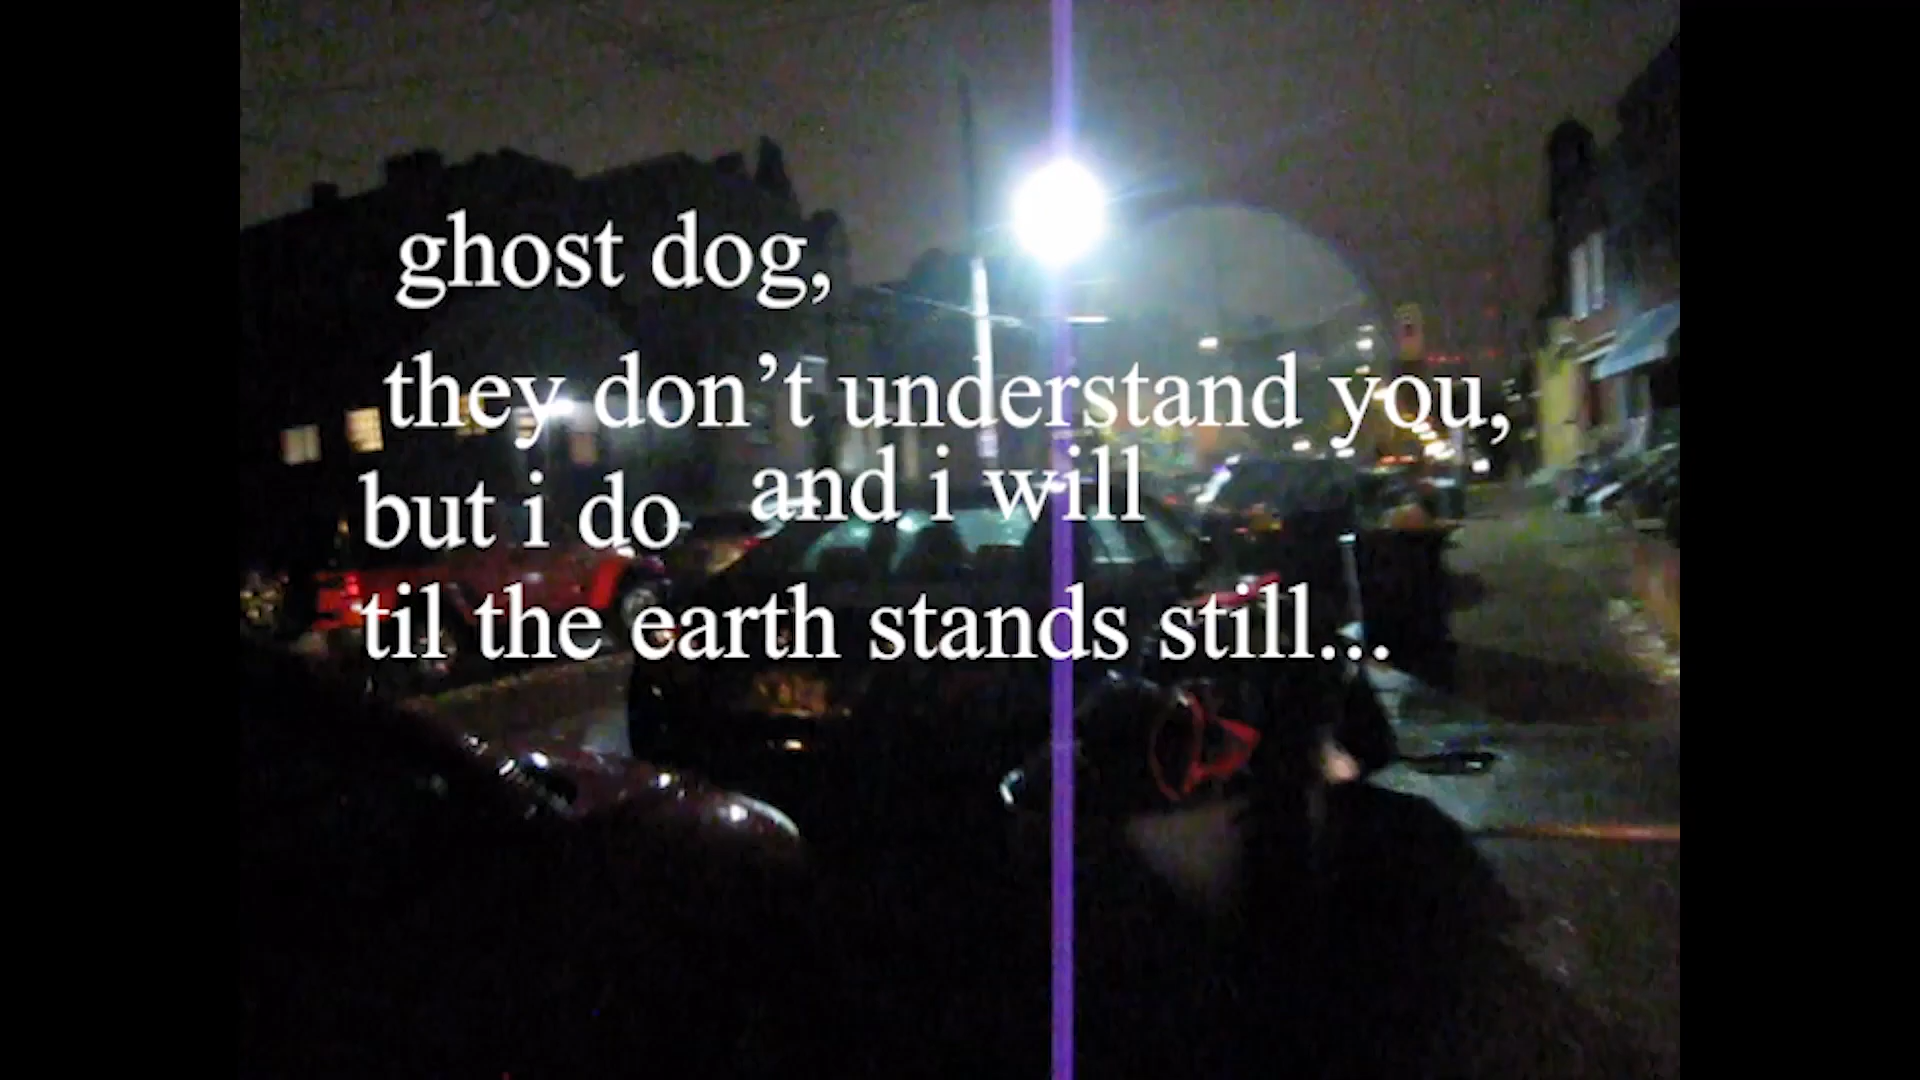 ghost dog,
they don’t understand you,
but i do and i will
til the earth stands still...